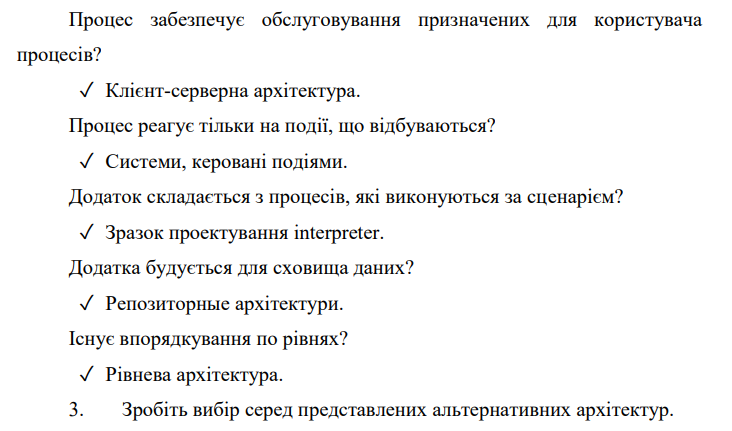 Процес забезпечує обслуговування призначених для користувача
процесів?
✓ Клієнт-серверна архітектура.
Процес реагує тільки на події, що відбуваються?
✓ Системи, керовані подіями.
Додаток складається з процесів, які виконуються за сценарієм?
✓ Зразок проектування interpreter.
Додатка будується для сховища даних?
✓ Репозиторные архітектури.
Існує впорядкування по рівнях?
✓ Рівнева архітектура.
3. Зробіть вибір серед представлених альтернативних архітектур.